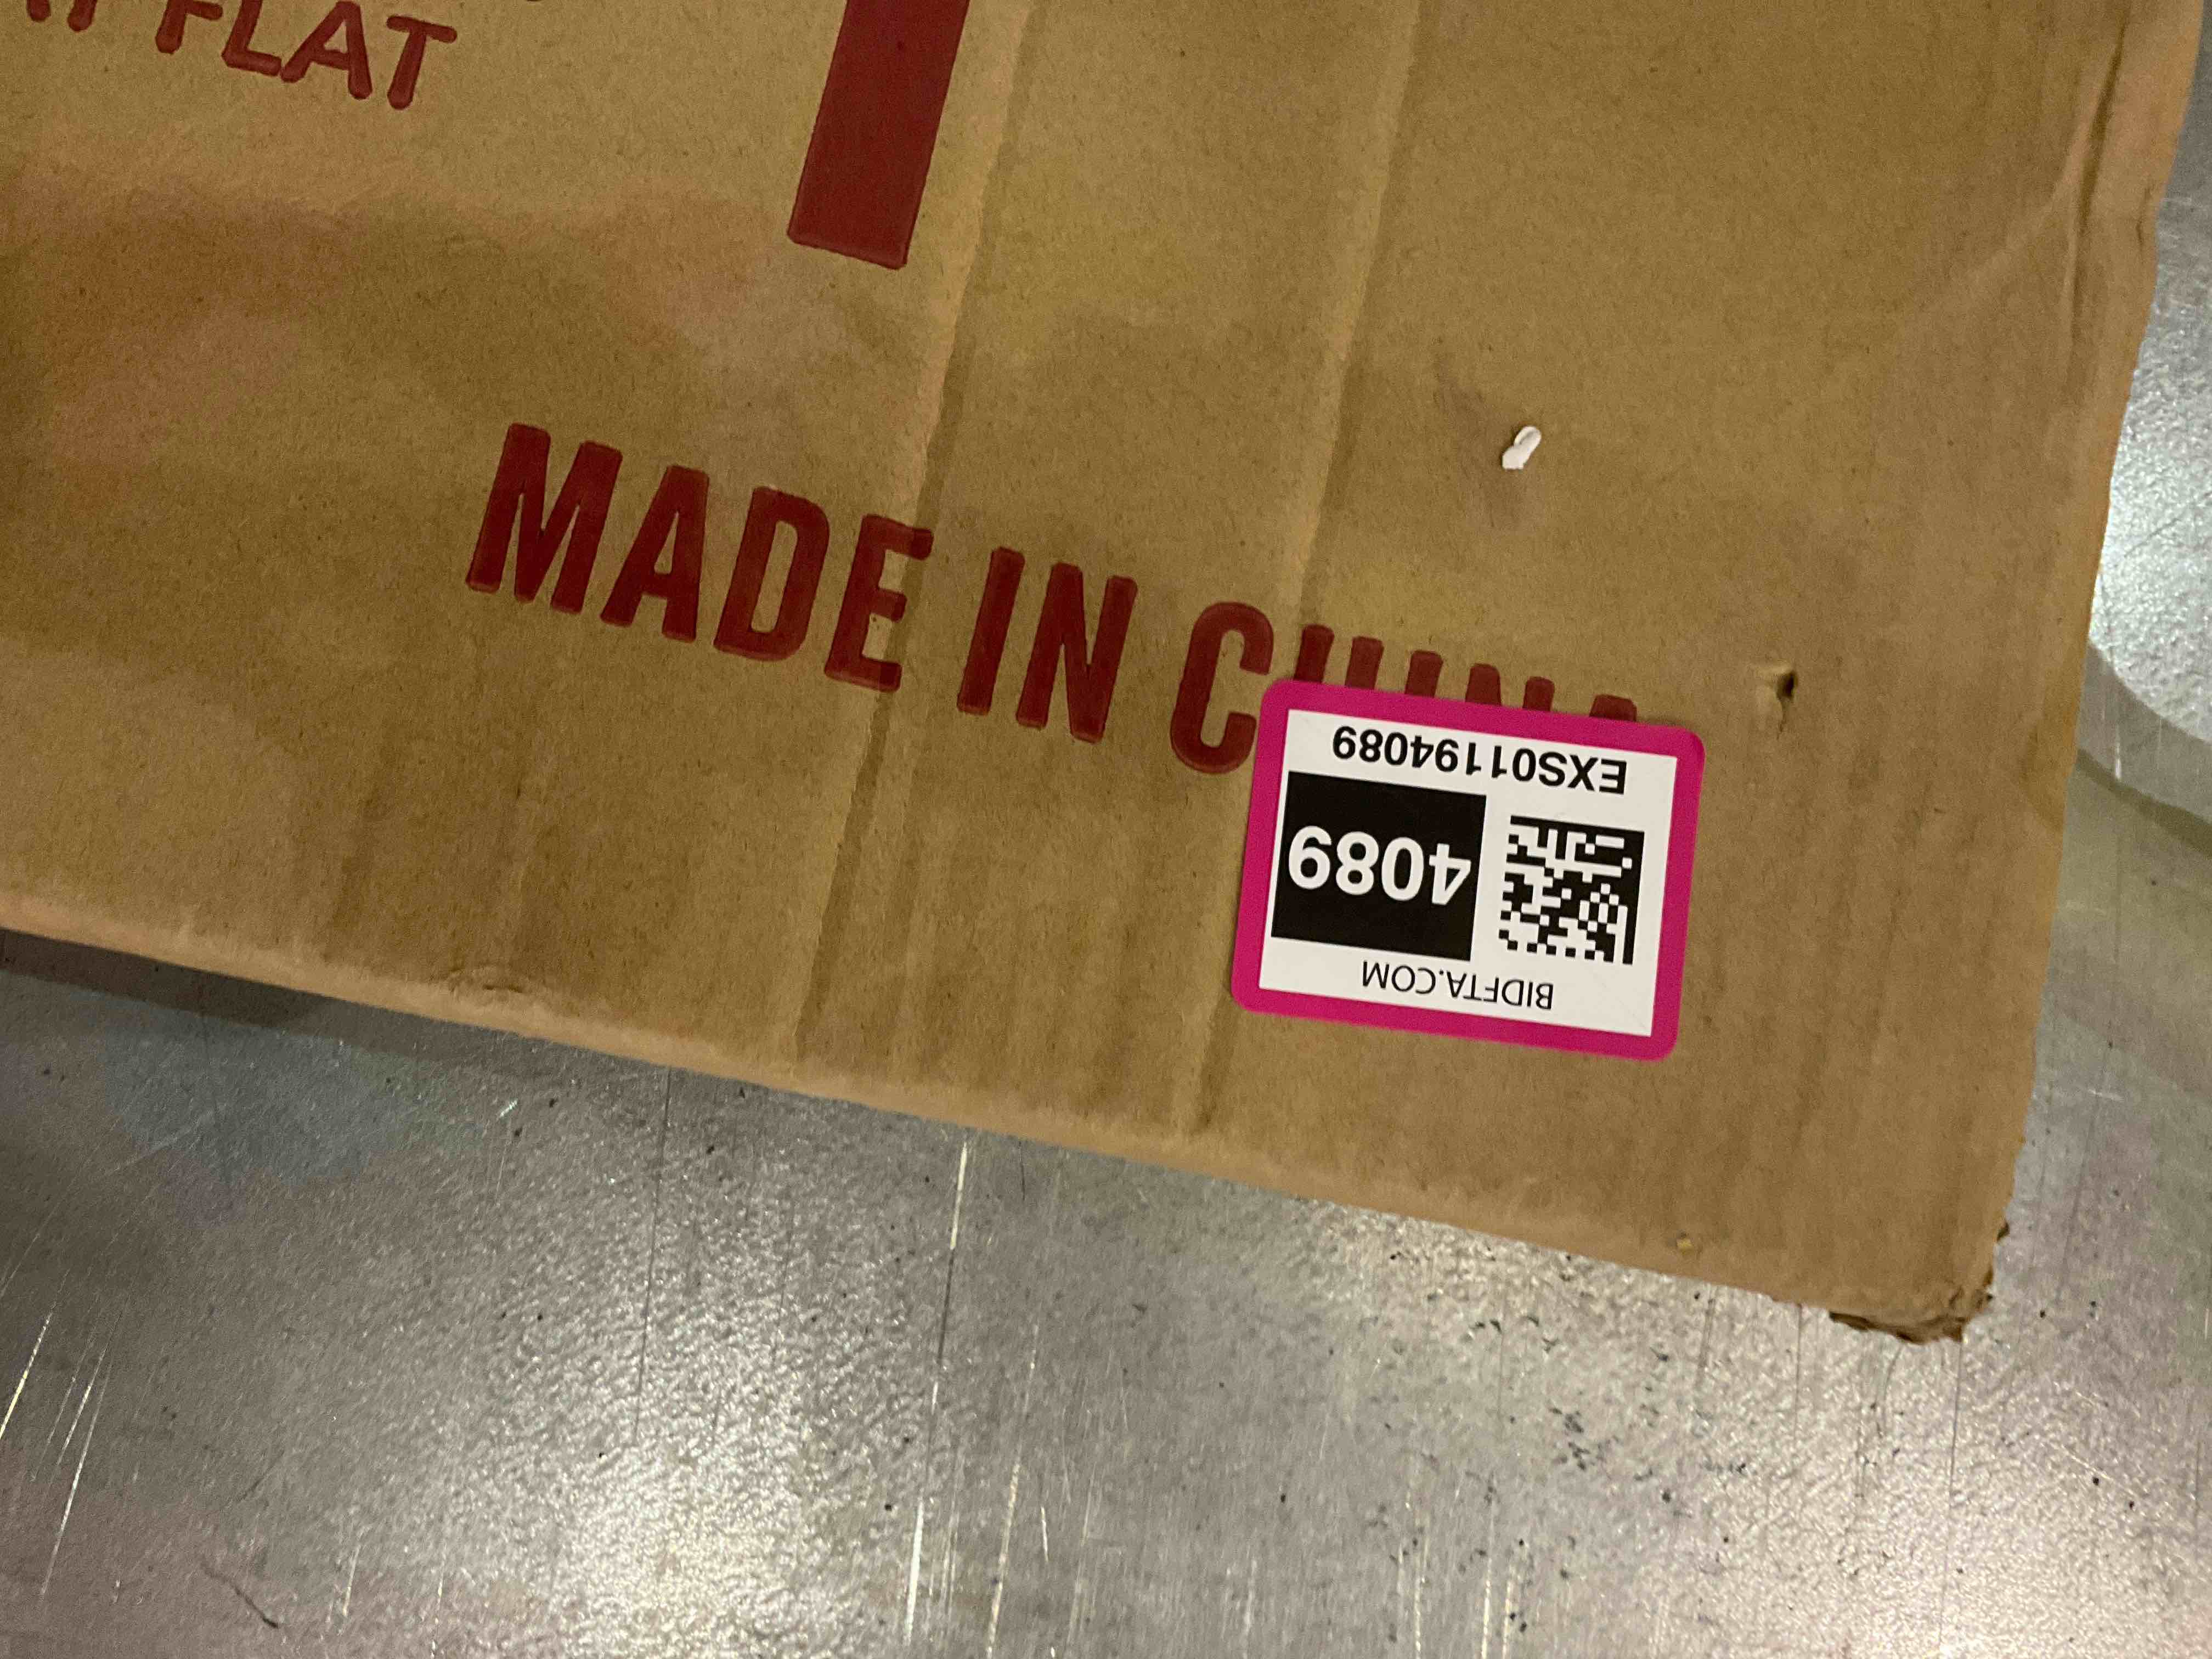 FLAT
MADE IN CHINA
EXS01194089
4089
BIDFTA.COM